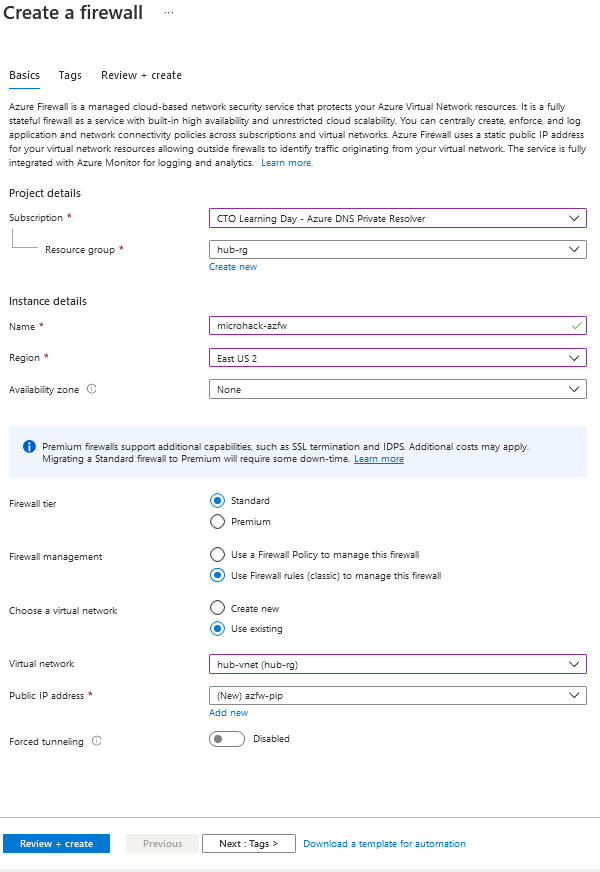 Create a firewall ...
Basics Tags Review + create
Azure Firewall is a managed cloud-based network security service that protects your Azure Virtual Network resources. It is a fully
stateful firewall as a service with built-in high availability and unrestricted cloud scalability. You can centrally create, enforce, and log
application and network connectivity policies across subscriptions and virtual networks. Azure Firewall uses a static public IP address
for your virtual network resources allowing outside firewalls to identify traffic originating from your virtual network. The service is fully
integrated with Azure Monitor for logging and analytics. Learn more.
Project details
Subscription * CTO Learning Day - Azure DNS Private Resolver
Resource group * hub-rg
Create new
Instance details
Name * microhack-azfw
Region * East US 2
Availability zone None
Premium firewalls support additional capabilities, such as SSL termination and IDPS. Additional costs may apply.
Migrating a Standard firewall to Premium will require some down-time. Learn more
Firewall tier Standard
Premium
Firewall management Use a Firewall Policy to manage this firewall
Use Firewall rules (classic) to manage this firewall
Choose a virtual network Create new
Use existing
Virtual network hub-vnet (hub-rg)
Public IP address * (New) azfw-pip
Add new
Forced tunneling Disabled
Review + create Previous Next : Tags > Download a template for automation